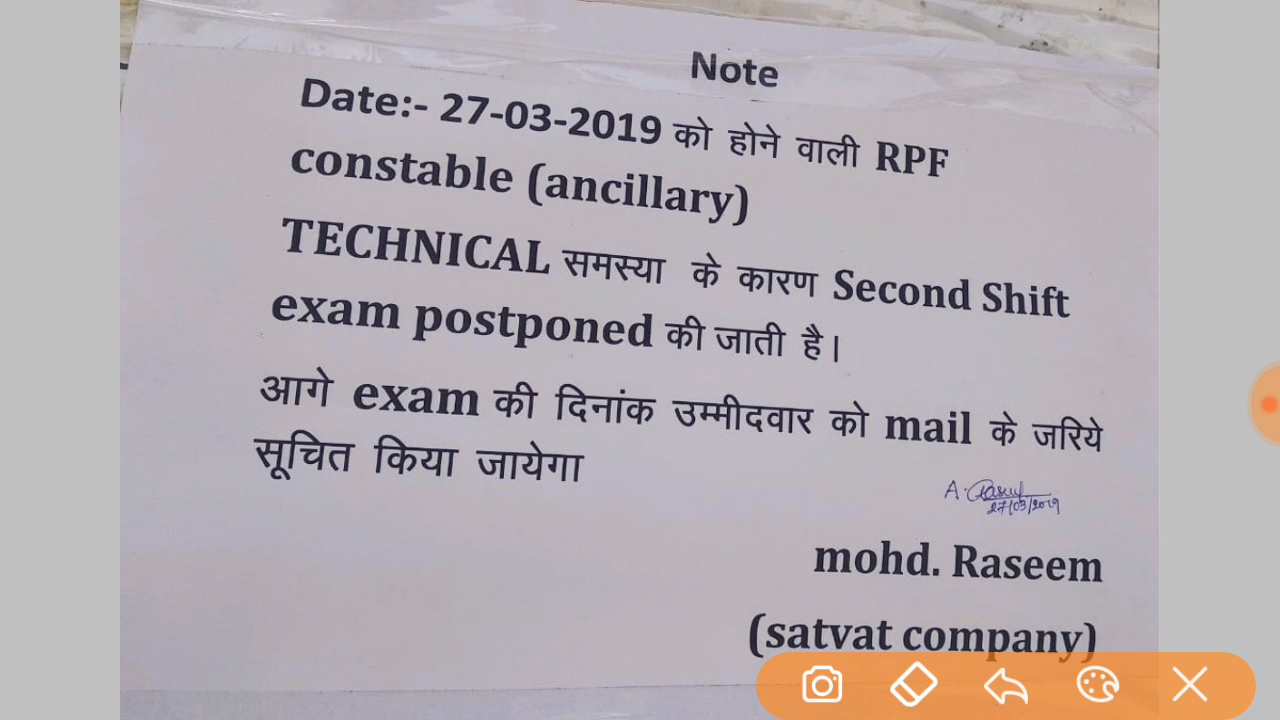 Note
Date:- 27-03-2019 को होने वाली RPF
constable (ancillary)
TECHNICAL समस्या के कारण Second Shift
exam postponed की जाती है।
आगे exam की दिनांक उम्मीदवार को mail के जरिये
सूचित किया जायेगा
27/03/2019
mohd. Raseem
(satvat company)